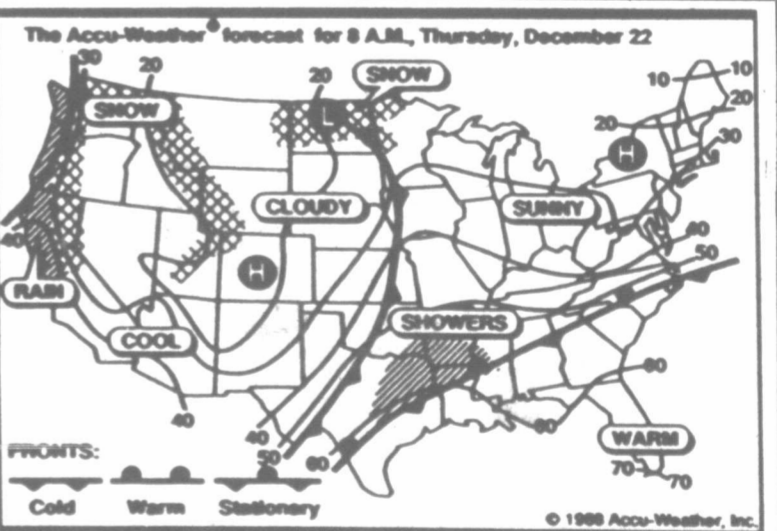 The Accu-Weather® forecast for 8 A.M., Thursday, December 22
30
20
20
SNOW
10
10
SNOW
L
20
20
H
30
CLOUDY
SUNNY
40
40
50
H
RAIN
SHOWERS
COOL
60
40
40
60
WARM
FRONTS:
50
60
70
70
Cold
Warm
Stationery
© 1988 Accu-Weather, Inc.